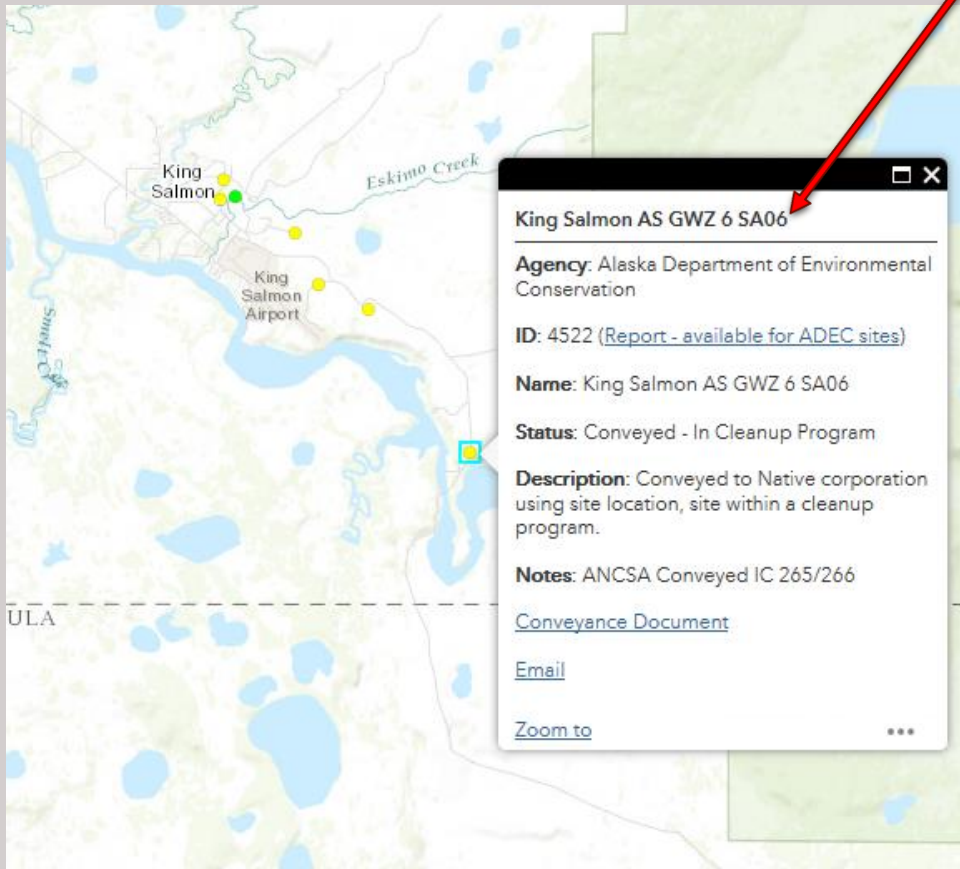 King
Salmon
Eskimo Creek
King
Salmon
Airport
ULA
King Salmon AS GWZ 6 SA06
Agency: Alaska Department of Environmental
Conservation
ID: 4522 (Report - available for ADEC sites)
Name: King Salmon AS GWZ 6 SA06
Status: Conveyed - In Cleanup Program
Description: Conveyed to Native corporation
using site location, site within a cleanup
program.
Notes: ANCSA Conveyed IC 265/266
Conveyance Document
Email
Zoom to